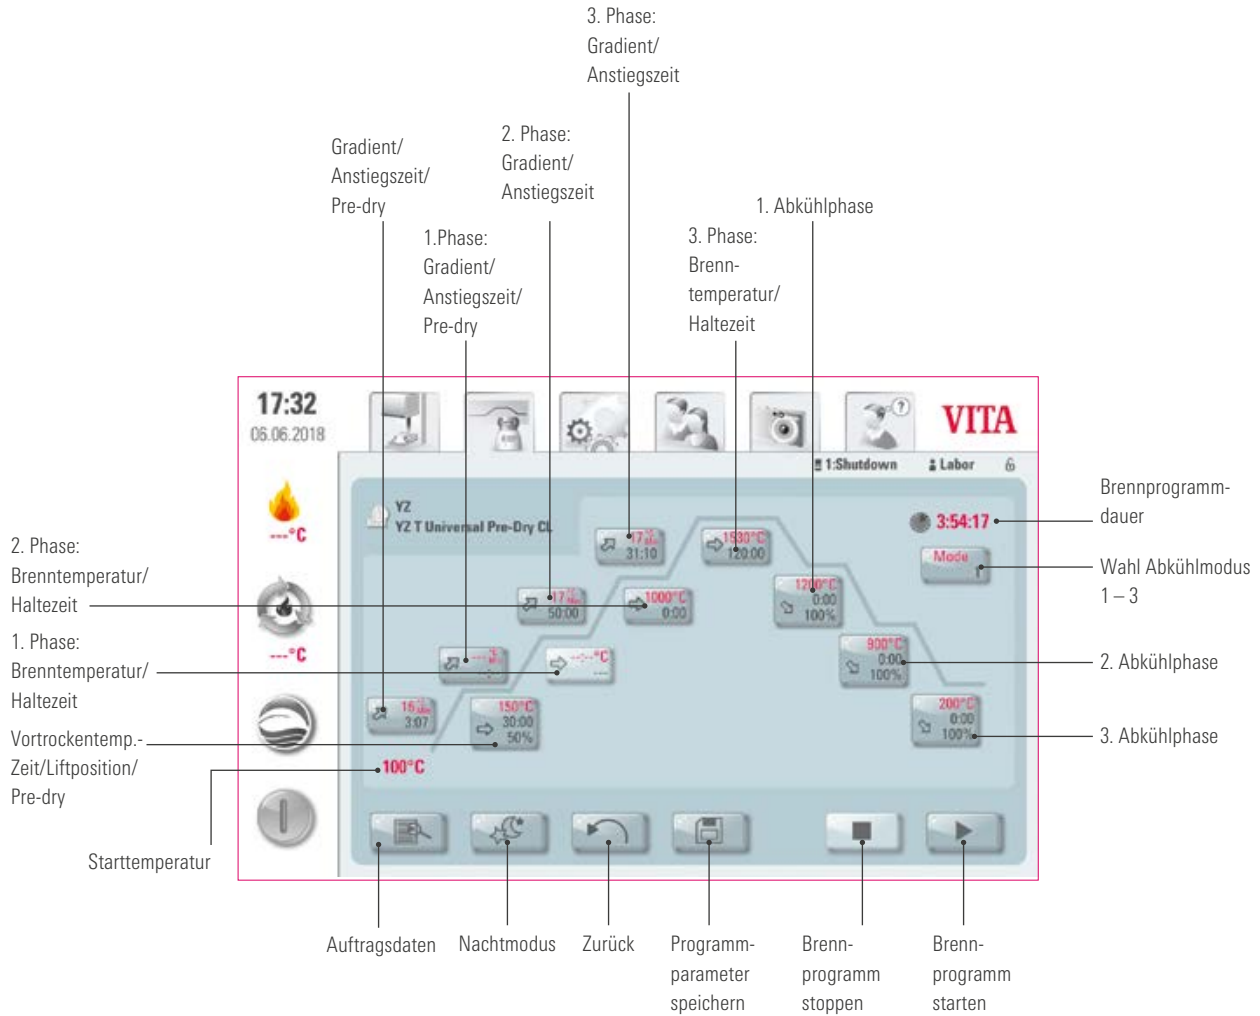 3. Phase:
Gradient/
Anstiegszeit
Gradient/
Anstiegszeit/
Pre-dry
2. Phase:
Gradient/
Anstiegszeit
1.Phase:
Gradient/
Anstiegszeit/
Pre-dry
1. Abkühlphase
3. Phase:
Brenn-
temperatur/
Haltezeit
17:32
06.06.2018
VITA
1:Shutdown
Labor
YZ
YZ T Universal Pre-Dry CL
3:54:17
Brennprogramm-
dauer
Mode
1
Wahl Abkühlmodus
1 – 3
---°C
17
31:10
1530°C
120:00
2. Phase:
Brenntemperatur/
Haltezeit
17
50:00
1000°C
0:00
1200°C
0:00
100%
1. Phase:
Brenntemperatur/
Haltezeit
---°C
--:--°C
---
900°C
0:00
100%
2. Abkühlphase
Vortrockentemp.-
Zeit/Liftposition/
Pre-dry
3:07
150°C
30:00
50%
200°C
0:00
100%
3. Abkühlphase
100°C
Starttemperatur
Auftragsdaten
Nachtmodus
Zurück
Programm-
parameter
speichern
Brenn-
programm
stoppen
Brenn-
programm
starten